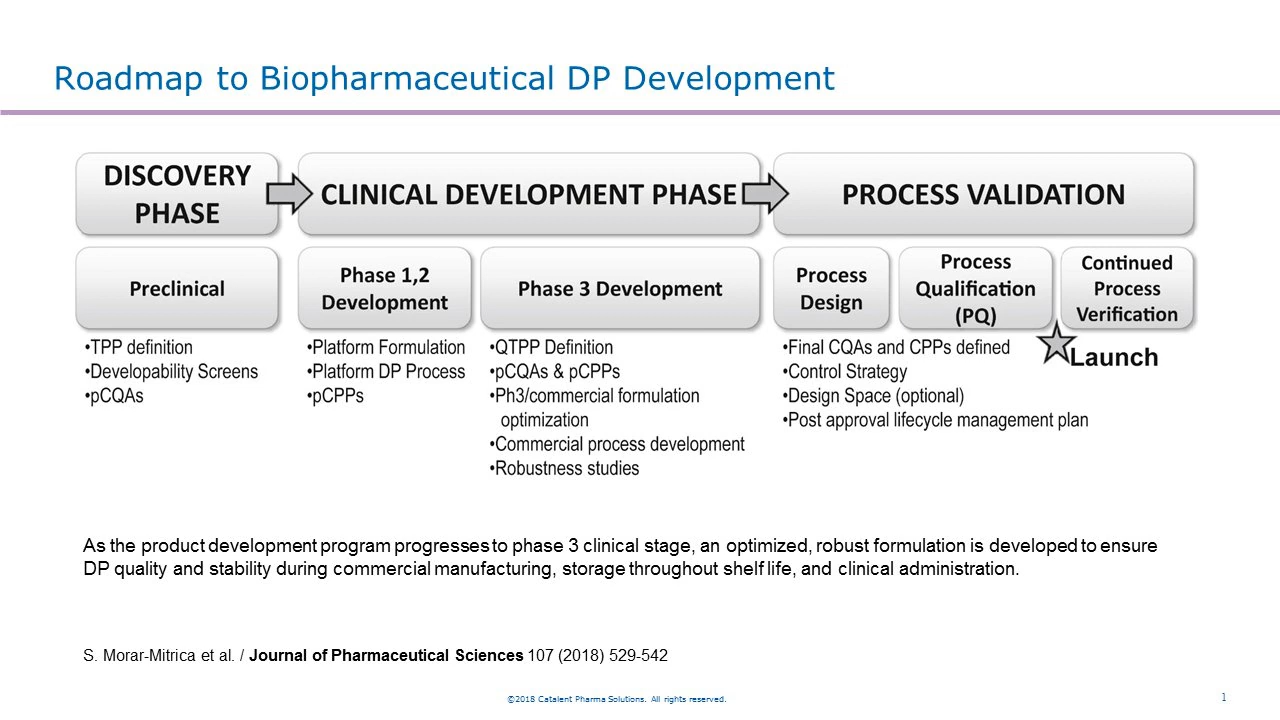 Roadmap to Biopharmaceutical DP Development
DISCOVERY
PHASE
CLINICAL DEVELOPMENT PHASE
PROCESS VALIDATION
Preclinical
•TPP definition
•Developability Screens
•pCQAs
Phase 1,2
Development
•Platform Formulation
•Platform DP Process
•pCPPs
Phase 3 Development
•QTPP Definition
•pCQAs & pCPPs
•Ph3/commercial formulation
optimization
•Commercial process development
•Robustness studies
Process
Design
Process
Qualification
(PQ)
Continued
Process
Verification
Launch
•Final CQAs and CPPs defined
•Control Strategy
•Design Space (optional)
•Post approval lifecycle management plan
As the product development program progresses to phase 3 clinical stage, an optimized, robust formulation is developed to ensure
DP quality and stability during commercial manufacturing, storage throughout shelf life, and clinical administration.
S. Morar-Mitrica et al. / Journal of Pharmaceutical Sciences 107 (2018) 529-542
©2018 Catalent Pharma Solutions. All rights reserved.
1